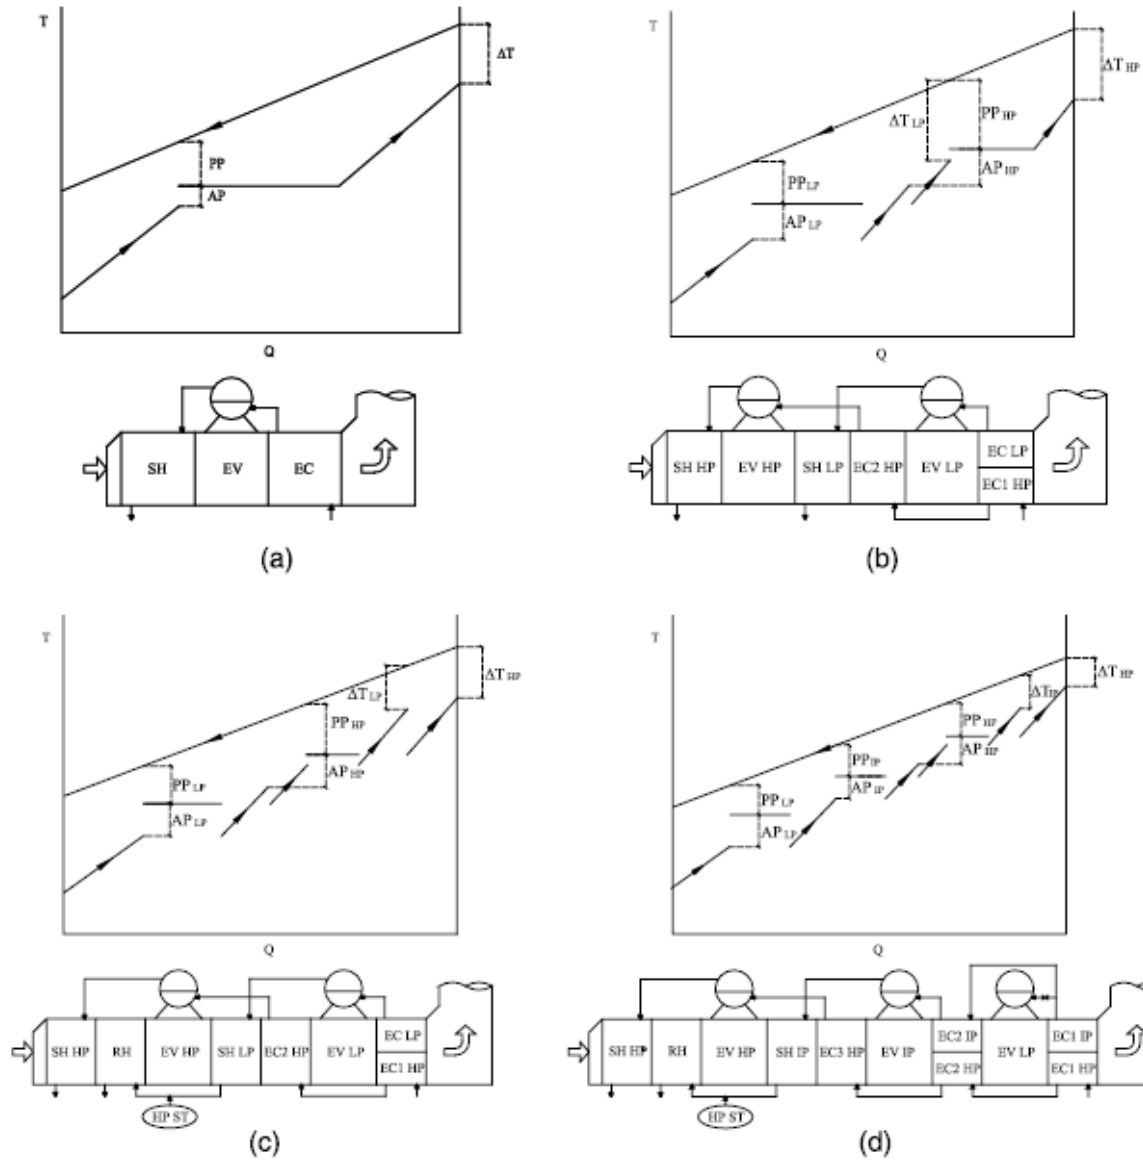 T
ΔT
PP
AP
Q
SH EV EC
(a)
T
ΔT HP
ΔT LP
PP HP
AP HP
PP LP
AP LP
Q
SH HP EV HP SH LP EC2 HP EV LP EC LP
EC1 HP
(b)
T
ΔT HP
ΔT LP
PP HP
AP HP
PP LP
AP LP
Q
SH HP RH EV HP SH LP EC2 HP EV LP EC LP
EC1 HP
HP ST
(c)
T
ΔT HP
ΔT IP
PP HP
AP HP
PP IP
AP IP
PP LP
AP LP
Q
SH HP RH EV HP SH IP EC3 HP EV IP EC2 IP EV LP EC1 IP
EC2 HP EC1 HP
HP ST
(d)